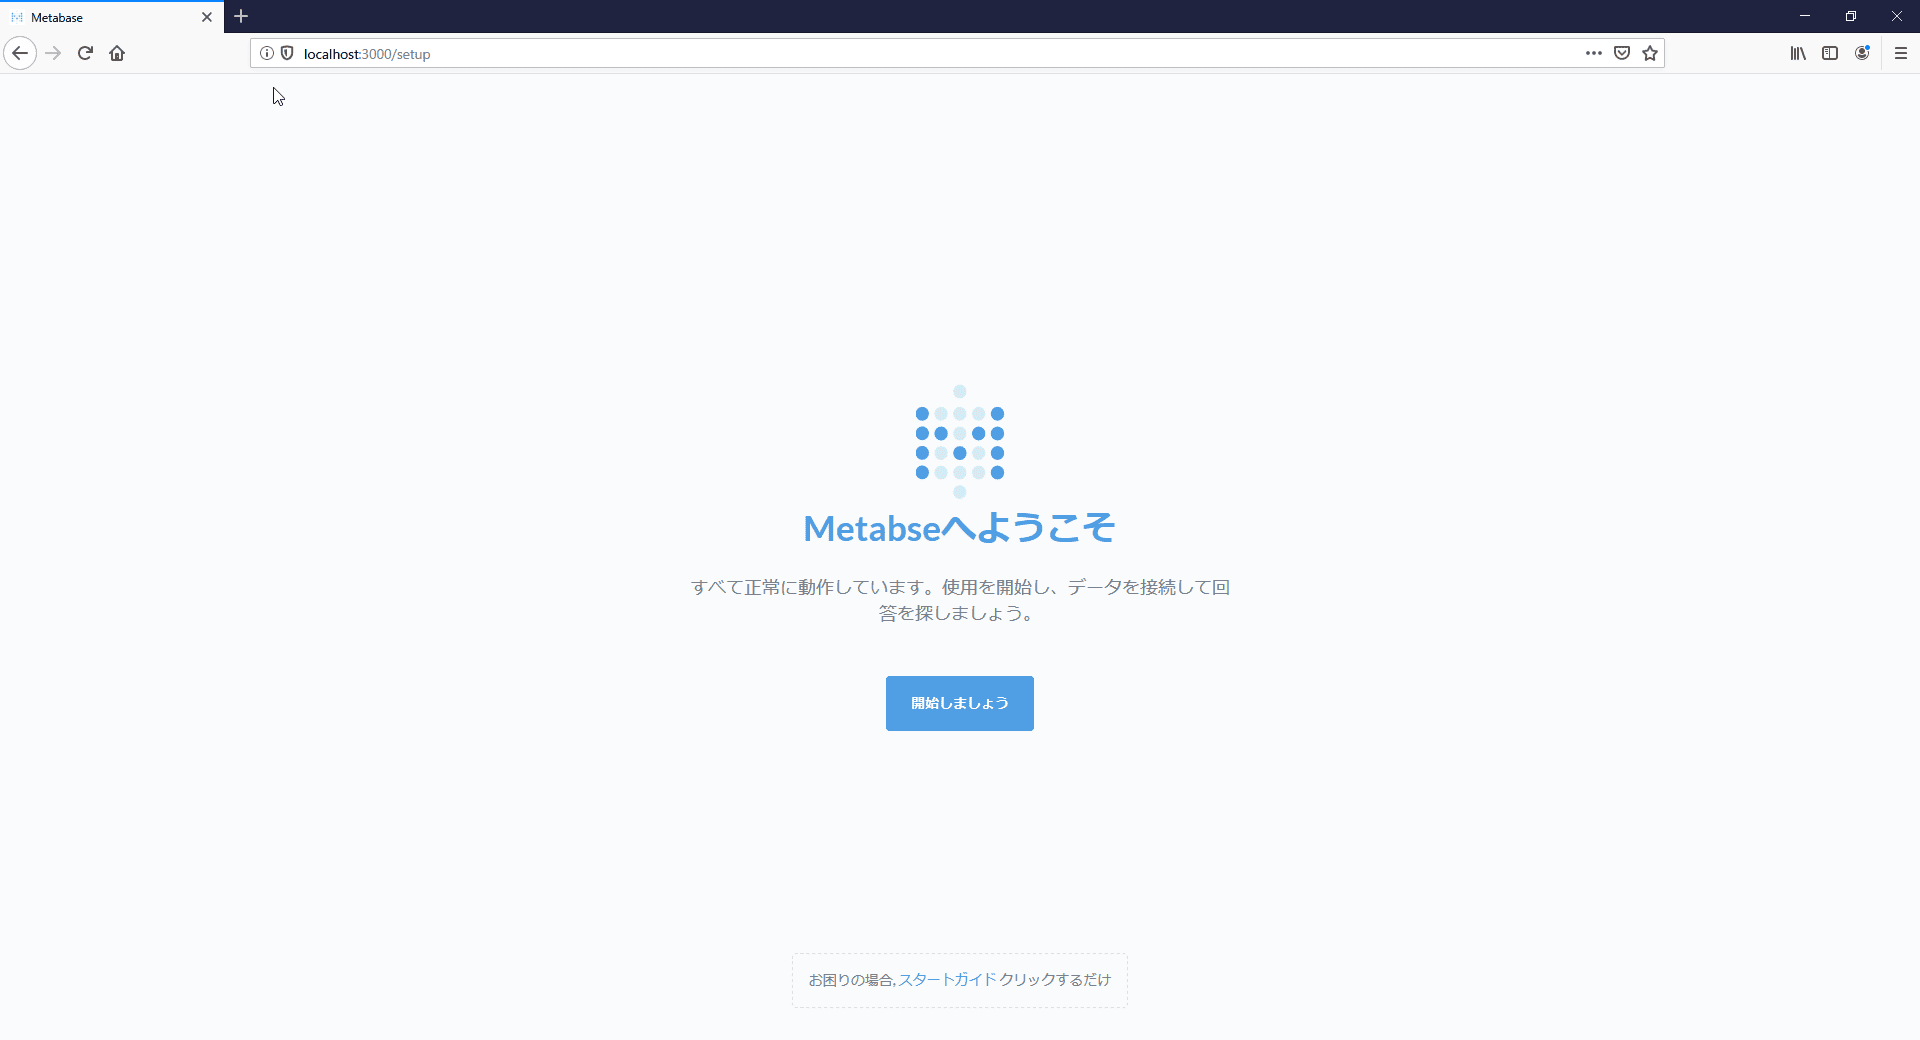 Metabase
localhost:3000/setup
Metabseへようこそ
すべて正常に動作しています。使用を開始し、データを接続して回
答を探しましょう。
開始しましょう
お困りの場合, スタートガイド クリックするだけ